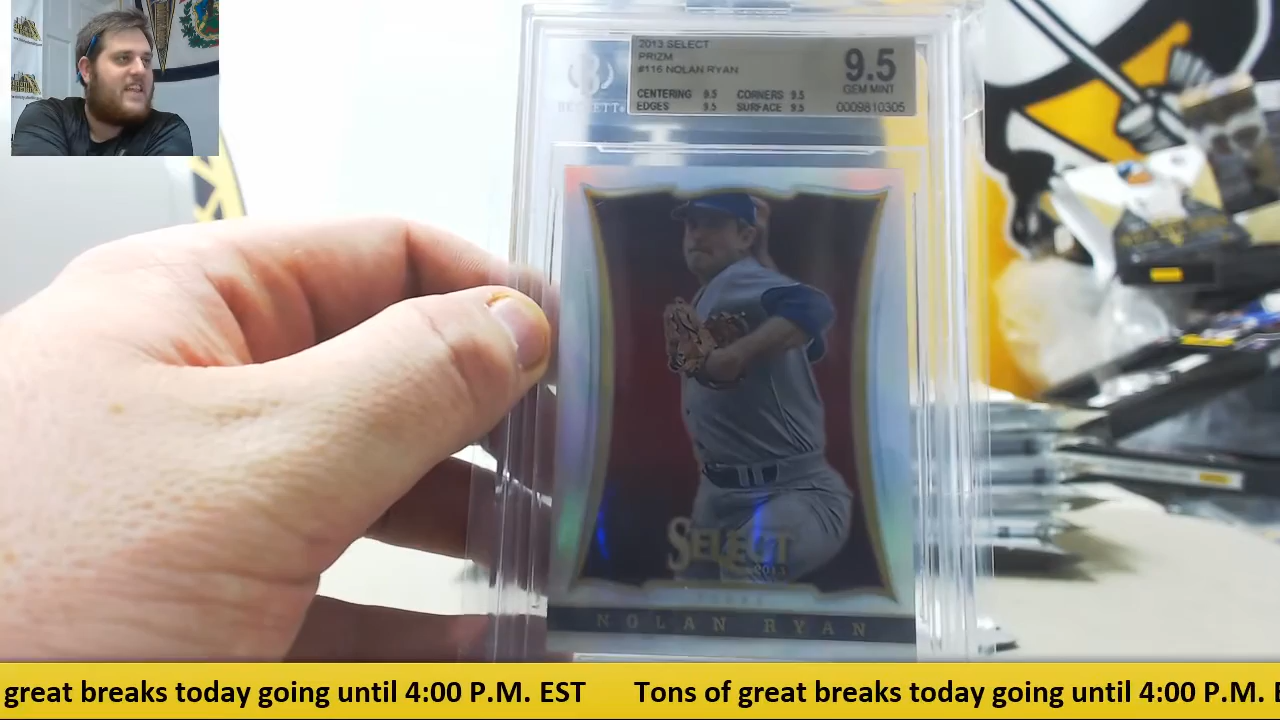 2013 SELECT
PRIZM
#116 NOLAN RYAN
9.5
GEM MINT
CENTERING 9.5 CORNERS 9.5
EDGES 9.5 SURFACE 9.5
0009810305
BECKETT
SELECT
2013
NOLAN RYAN
great breaks today going until 4:00 P.M. EST Tons of great breaks today going until 4:00 P.M. E